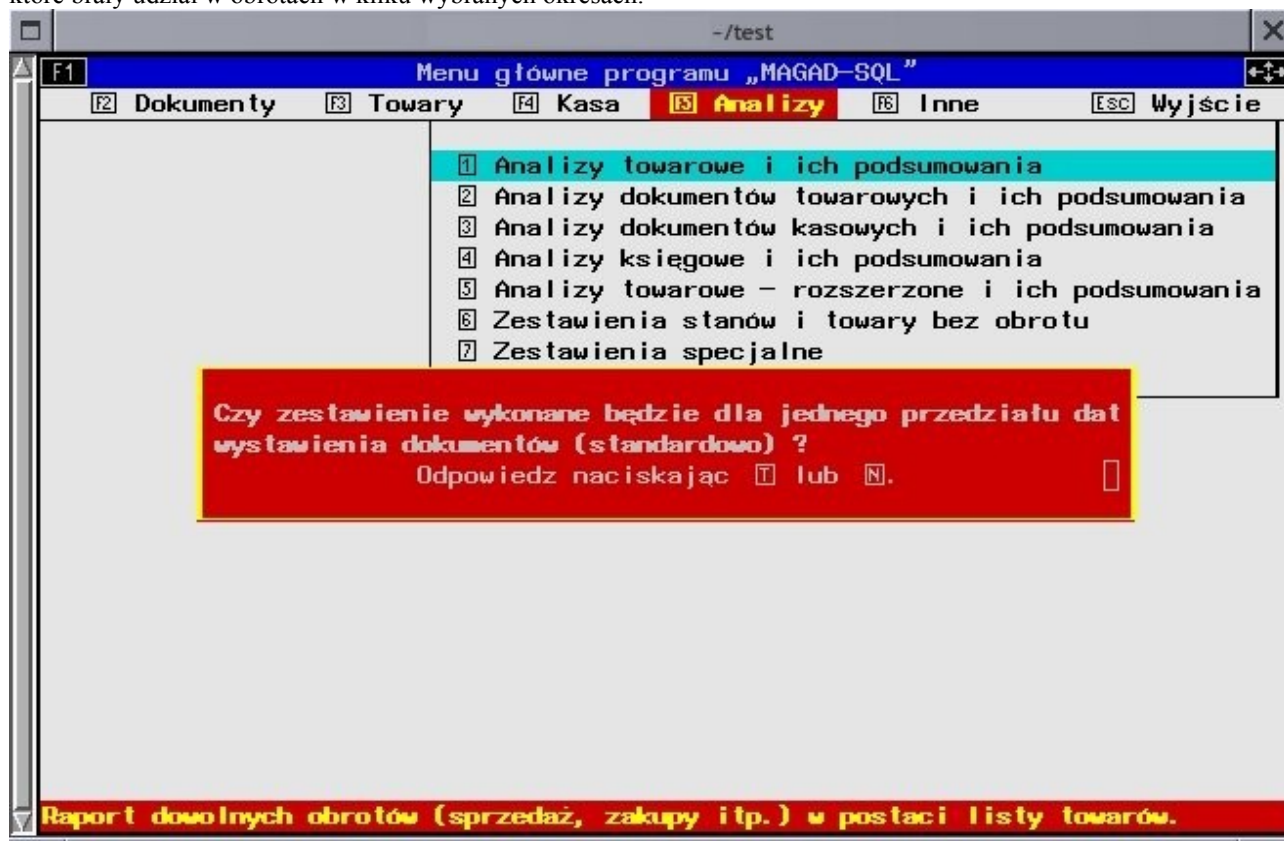 które brały udział w obrotach w kilku wybranych okresach.
~/test
F1 Menu główne programu „MAGAD-SQL”
F2 Dokumenty F3 Towary F4 Kasa F5 Analizy F6 Inne Esc Wyjście
1 Analizy towarowe i ich podsumowania
2 Analizy dokumentów towarowych i ich podsumowania
3 Analizy dokumentów kasowych i ich podsumowania
4 Analizy księgowe i ich podsumowania
5 Analizy towarowe – rozszerzone i ich podsumowania
6 Zestawienia stanów i towary bez obrotu
7 Zestawienia specjalne
Czy zestawienie wykonane będzie dla jednego przedziału dat
wystawienia dokumentów (standardowo) ?
Odpowiedz naciskając T lub N.
Raport dowolnych obrotów (sprzedaż, zakupy itp.) w postaci listy towarów.